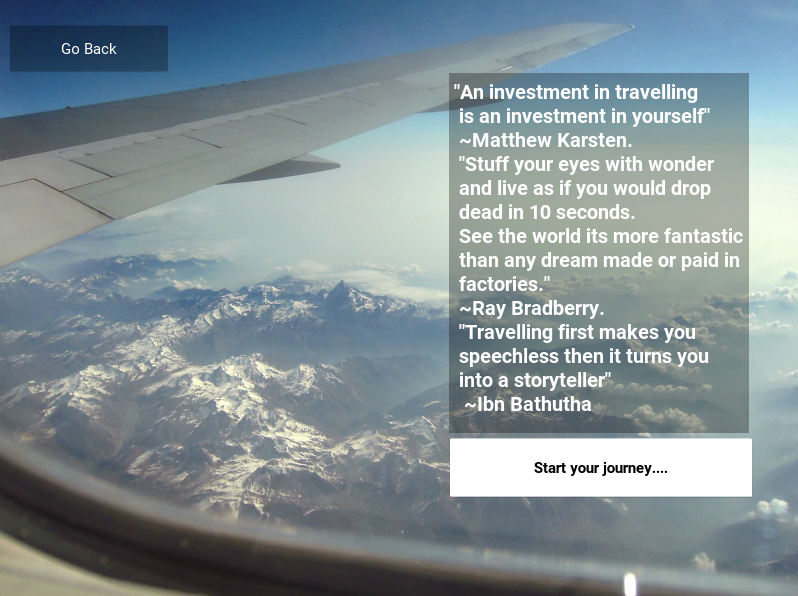 Go Back
"An investment in travelling
is an investment in yourself"
~Matthew Karsten.
"Stuff your eyes with wonder
and live as if you would drop
dead in 10 seconds.
See the world its more fantastic
than any dream made or paid in
factories."
~Ray Bradberry.
"Travelling first makes you
speechless then it turns you
into a storyteller"
~Ibn Bathutha
Start your journey....